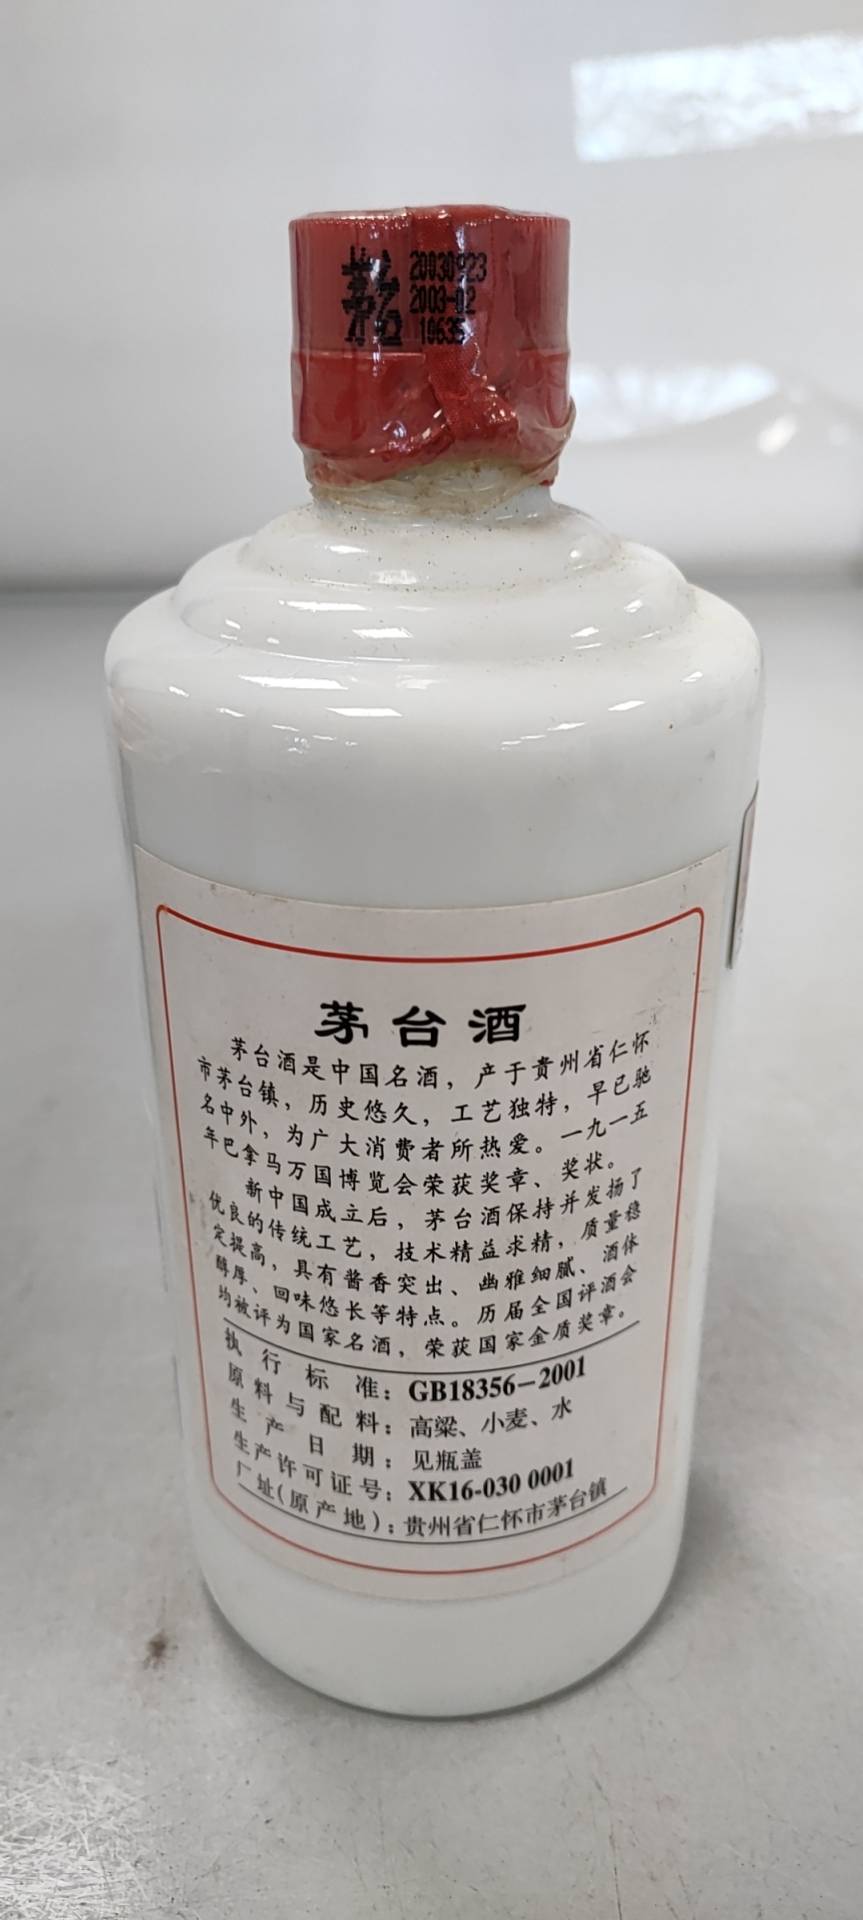 茅台
20030923
2003-02
10635
茅台酒
茅台酒是中国名酒，产于贵州省仁怀
市茅台镇，历史悠久，工艺独特，早已驰
名中外，为广大消费者所热爱。一九一五
年巴拿马万国博览会荣获奖章、奖状。
新中国成立后，茅台酒保持并发扬了
优良的传统工艺，技术精益求精，质量稳
定提高，具有酱香突出、幽雅细腻、酒体
醇厚、回味悠长等特点。历届全国评酒会
均被评为国家名酒，荣获国家金质奖章。
执行标准：GB18356-2001
原料与配料：高粱、小麦、水
生产日期：见瓶盖
生产许可证号：XK16-030 0001
厂址(原产地)：贵州省仁怀市茅台镇